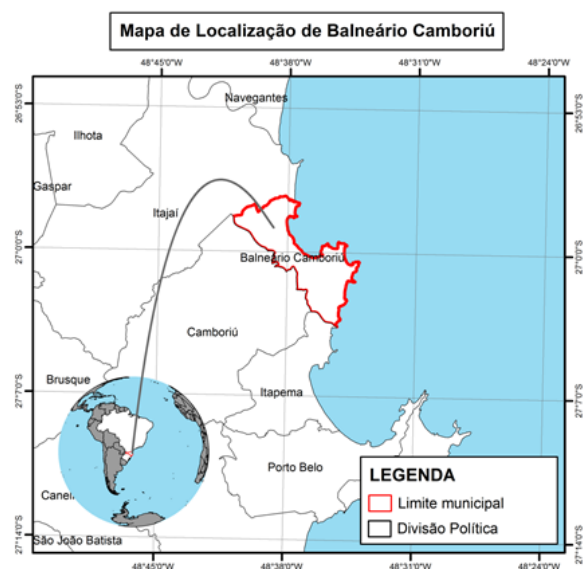 Mapa de Localização de Balneário Camboriú
48°45'0"W
48°38'0"W
48°31'0"W
48°24'0"W
26°53'0"S
26°53'0"S
Navegantes
Ilhota
Gaspar
Itajaí
27°0'0"S
27°0'0"S
Balneário Camboriú
Camboriú
Brusque
Itapema
27°7'0"S
27°7'0"S
Porto Belo
LEGENDA
Limite municipal
Divisão Política
Canel
São João Batista
27°14'0"S
27°14'0"S
48°45'0"W
48°38'0"W
48°31'0"W
48°24'0"W